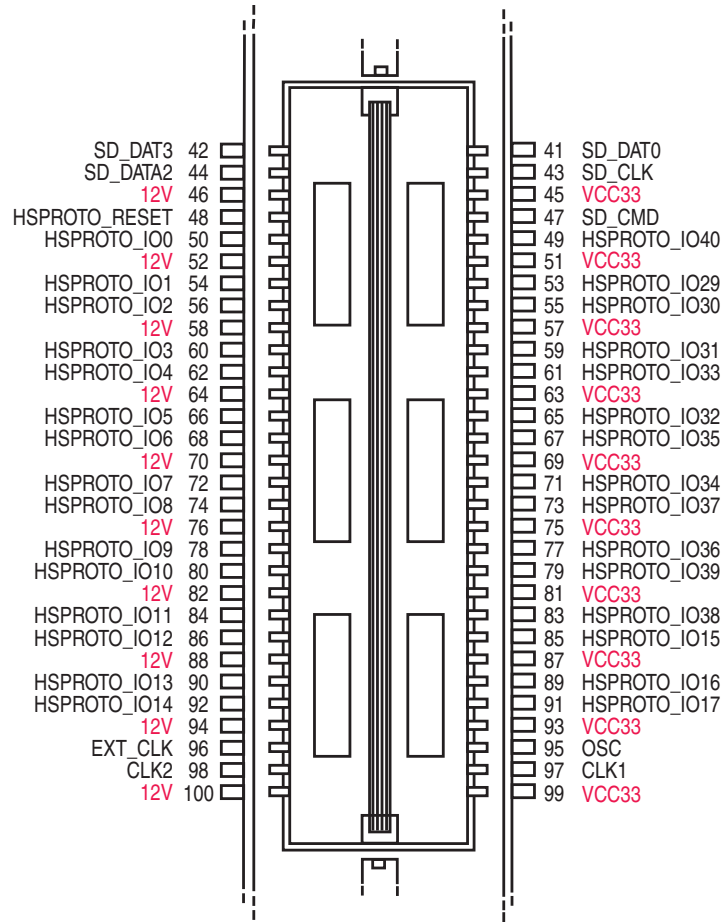 SD_DAT3 42 41 SD_DAT0
SD_DATA2 44 43 SD_CLK
12V 46 45 VCC33
HSPROTO_RESET 48 47 SD_CMD
HSPROTO_IO0 50 49 HSPROTO_IO40
12V 52 51 VCC33
HSPROTO_IO1 54 53 HSPROTO_IO29
HSPROTO_IO2 56 55 HSPROTO_IO30
12V 58 57 VCC33
HSPROTO_IO3 60 59 HSPROTO_IO31
HSPROTO_IO4 62 61 HSPROTO_IO33
12V 64 63 VCC33
HSPROTO_IO5 66 65 HSPROTO_IO32
HSPROTO_IO6 68 67 HSPROTO_IO35
12V 70 69 VCC33
HSPROTO_IO7 72 71 HSPROTO_IO34
HSPROTO_IO8 74 73 HSPROTO_IO37
12V 76 75 VCC33
HSPROTO_IO9 78 77 HSPROTO_IO36
HSPROTO_IO10 80 79 HSPROTO_IO39
12V 82 81 VCC33
HSPROTO_IO11 84 83 HSPROTO_IO38
HSPROTO_IO12 86 85 HSPROTO_IO15
12V 88 87 VCC33
HSPROTO_IO13 90 89 HSPROTO_IO16
HSPROTO_IO14 92 91 HSPROTO_IO17
12V 94 93 VCC33
EXT_CLK 96 95 OSC
CLK2 98 97 CLK1
12V 100 99 VCC33